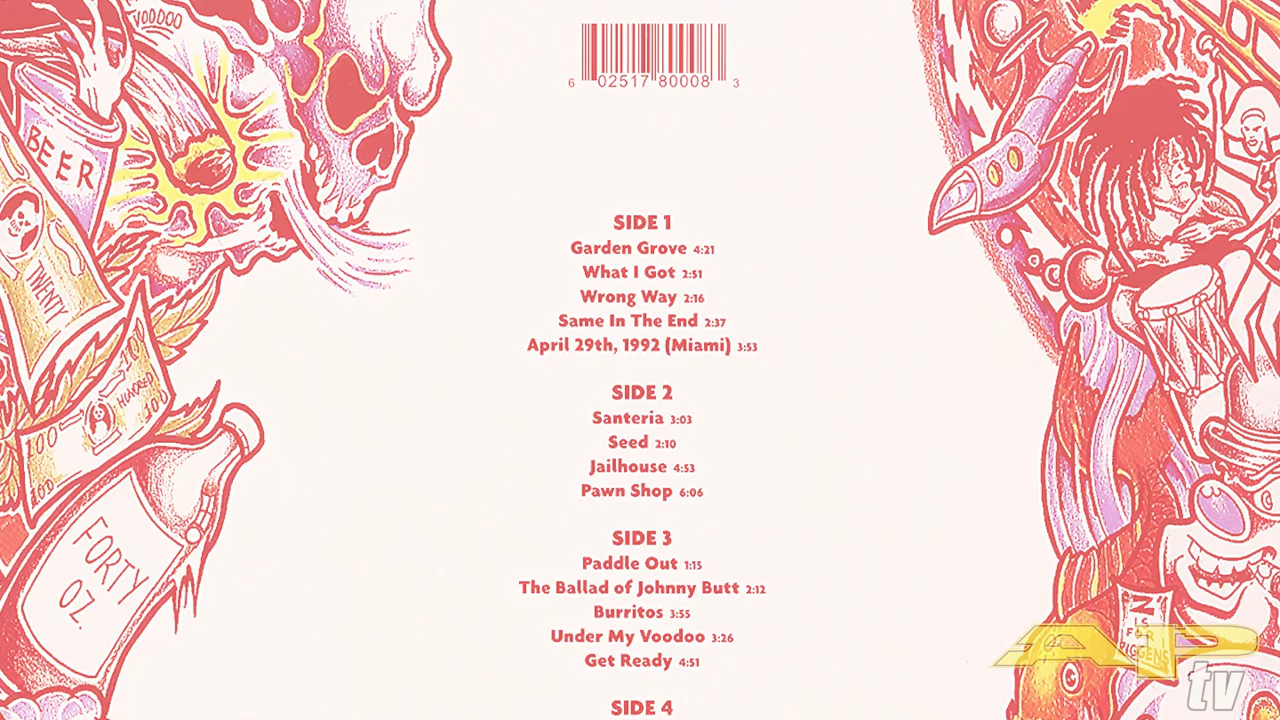 VOODOO
BEER
TWENTY
100
HUNDRED
100
100
100
FORTY
OZ.
6 02517 80008 3
SIDE 1
Garden Grove 4:21
What I Got 2:51
Wrong Way 2:16
Same In The End 2:37
April 29th, 1992 (Miami) 3:53
SIDE 2
Santeria 3:03
Seed 2:10
Jailhouse 4:53
Pawn Shop 6:06
SIDE 3
Paddle Out 1:15
The Ballad of Johnny Butt 2:12
Burritos 3:55
Under My Voodoo 3:26
Get Ready 4:51
SIDE 4
N
IS
FOR
APtv